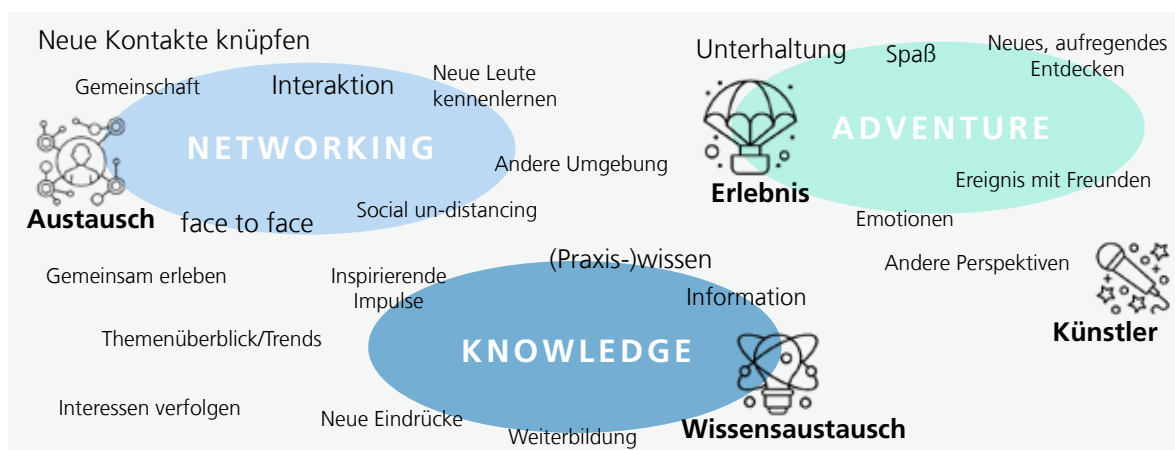 Neue Kontakte knüpfen
Gemeinschaft
Interaktion
Neue Leute
kennenlernen
NETWORKING
Andere Umgebung
Austausch
face to face
Social un-distancing
Unterhaltung
Spaß
Neues, aufregendes
Entdecken
ADVENTURE
Erlebnis
Ereignis mit Freunden
Emotionen
Gemeinsam erleben
Inspirierende
Impulse
(Praxis-)wissen
Information
Andere Perspektiven
Künstler
Themenüberblick/Trends
KNOWLEDGE
Interessen verfolgen
Neue Eindrücke
Weiterbildung
Wissensaustausch